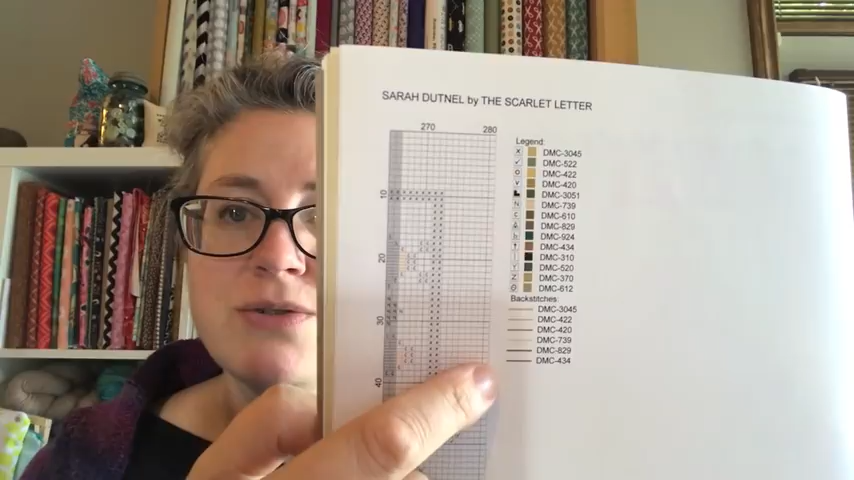 SARAH DUTNEL by THE SCARLET LETTER
270 280
Legend:
DMC-3045
DMC-522
DMC-422
DMC-420
DMC-3051
DMC-739
DMC-610
DMC-829
DMC-924
DMC-434
DMC-310
DMC-520
DMC-370
DMC-612
Backstitches:
DMC-3045
DMC-422
DMC-420
DMC-739
DMC-829
DMC-434
10
20
30
40